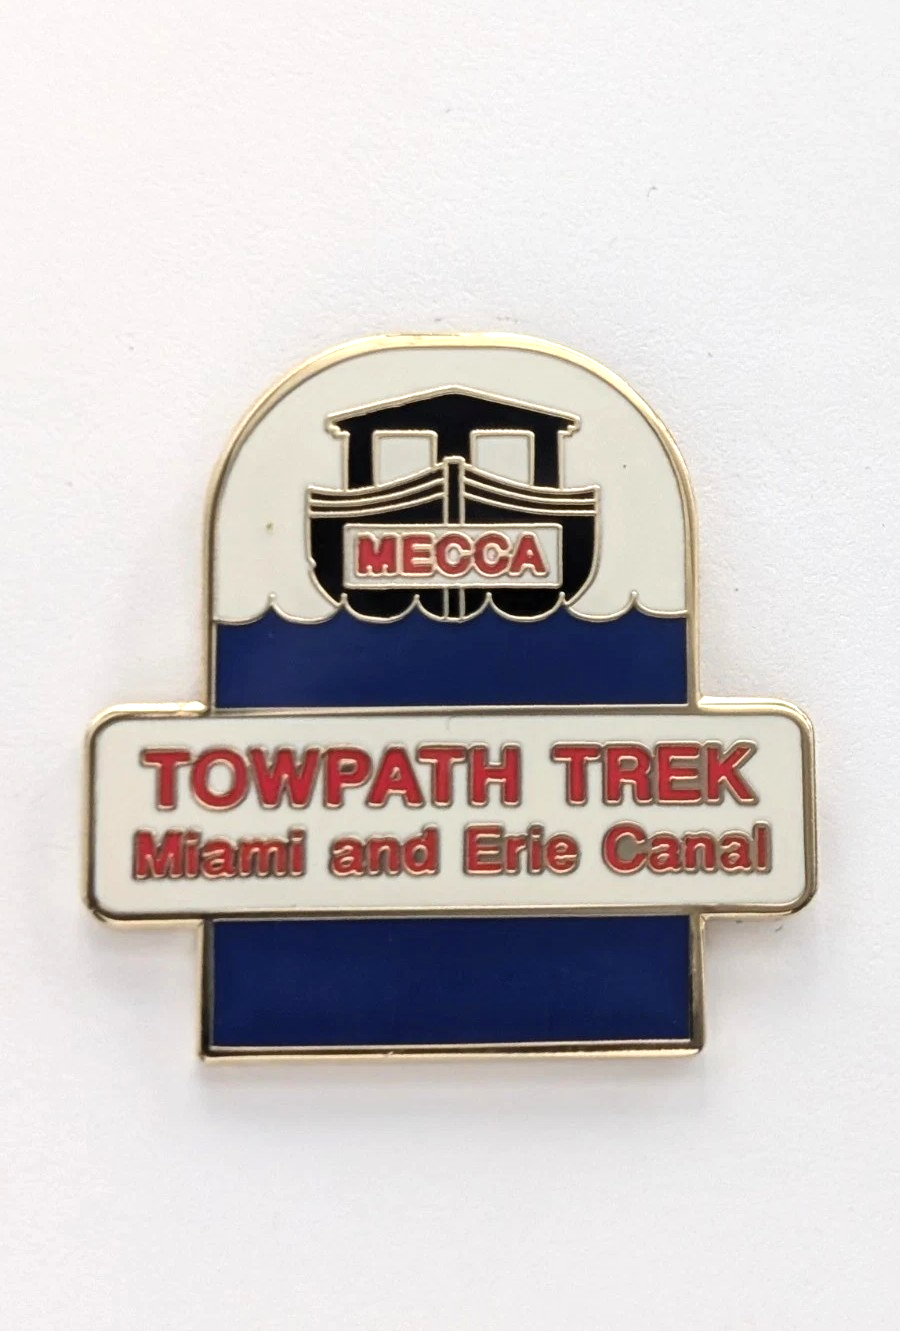 MECCA
TOWPATH TREK
Miami and Erie Canal